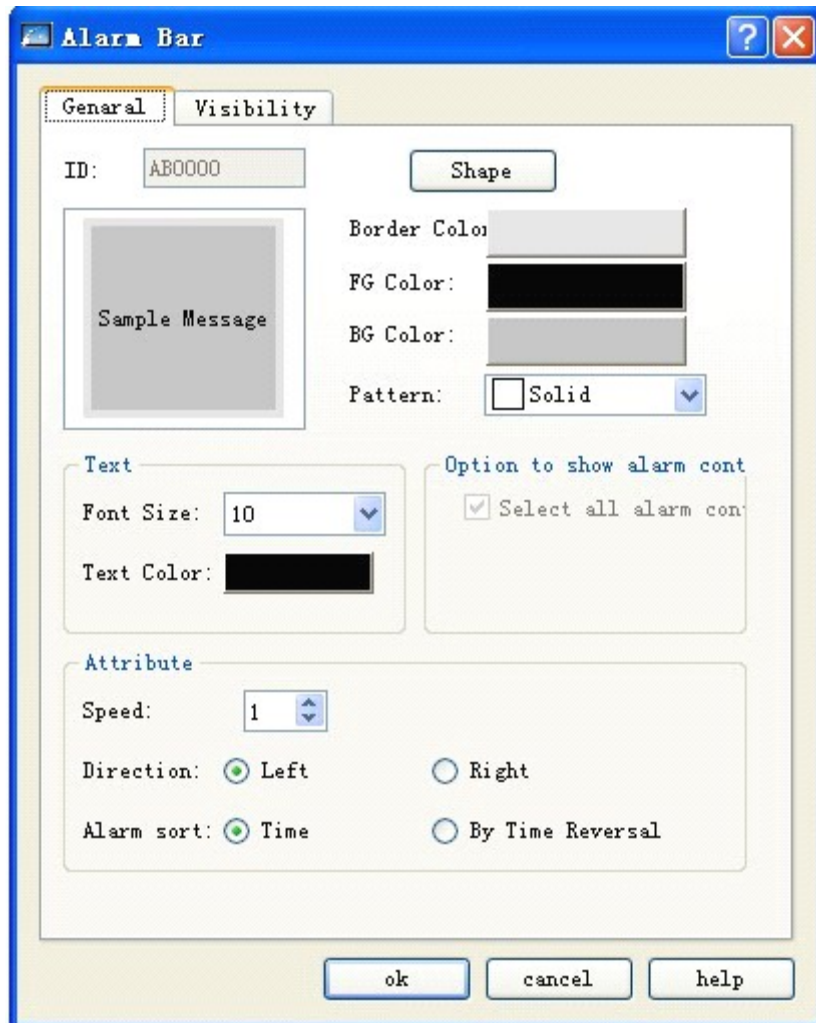 Alarm Bar
Genaral Visibility
ID: AB0000 Shape
Sample Message
Border Color
FG Color:
BG Color:
Pattern: Solid
Text
Font Size: 10
Text Color:
Option to show alarm cont
Select all alarm con
Attribute
Speed: 1
Direction: Left Right
Alarm sort: Time By Time Reversal
ok cancel help